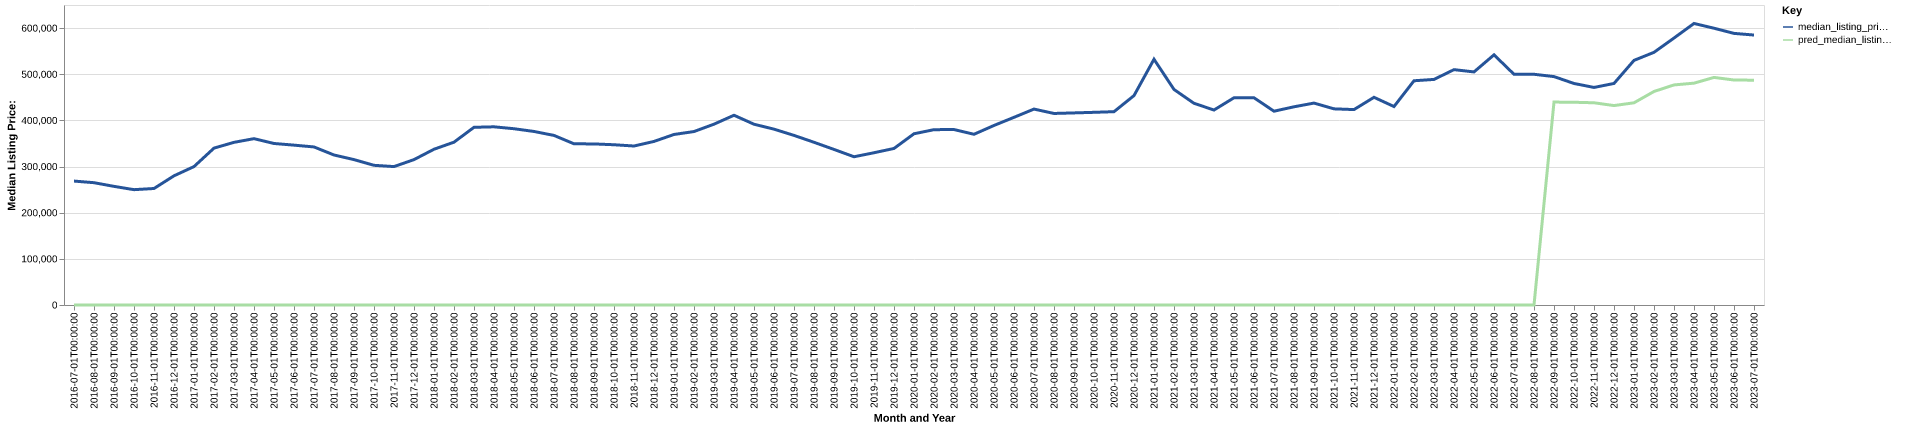 Key
median_listing_pri…
pred_median_listin…
Median Listing Price:
600,000
500,000
400,000
300,000
200,000
100,000
0
2016-07-01T00:00:00
2016-08-01T00:00:00
2016-09-01T00:00:00
2016-10-01T00:00:00
2016-11-01T00:00:00
2016-12-01T00:00:00
2017-01-01T00:00:00
2017-02-01T00:00:00
2017-03-01T00:00:00
2017-04-01T00:00:00
2017-05-01T00:00:00
2017-06-01T00:00:00
2017-07-01T00:00:00
2017-08-01T00:00:00
2017-09-01T00:00:00
2017-10-01T00:00:00
2017-11-01T00:00:00
2017-12-01T00:00:00
2018-01-01T00:00:00
2018-02-01T00:00:00
2018-03-01T00:00:00
2018-04-01T00:00:00
2018-05-01T00:00:00
2018-06-01T00:00:00
2018-07-01T00:00:00
2018-08-01T00:00:00
2018-09-01T00:00:00
2018-10-01T00:00:00
2018-11-01T00:00:00
2018-12-01T00:00:00
2019-01-01T00:00:00
2019-02-01T00:00:00
2019-03-01T00:00:00
2019-04-01T00:00:00
2019-05-01T00:00:00
2019-06-01T00:00:00
2019-07-01T00:00:00
2019-08-01T00:00:00
2019-09-01T00:00:00
2019-10-01T00:00:00
2019-11-01T00:00:00
2019-12-01T00:00:00
2020-01-01T00:00:00
2020-02-01T00:00:00
2020-03-01T00:00:00
2020-04-01T00:00:00
2020-05-01T00:00:00
2020-06-01T00:00:00
2020-07-01T00:00:00
2020-08-01T00:00:00
2020-09-01T00:00:00
2020-10-01T00:00:00
2020-11-01T00:00:00
2020-12-01T00:00:00
2021-01-01T00:00:00
2021-02-01T00:00:00
2021-03-01T00:00:00
2021-04-01T00:00:00
2021-05-01T00:00:00
2021-06-01T00:00:00
2021-07-01T00:00:00
2021-08-01T00:00:00
2021-09-01T00:00:00
2021-10-01T00:00:00
2021-11-01T00:00:00
2021-12-01T00:00:00
2022-01-01T00:00:00
2022-02-01T00:00:00
2022-03-01T00:00:00
2022-04-01T00:00:00
2022-05-01T00:00:00
2022-06-01T00:00:00
2022-07-01T00:00:00
2022-08-01T00:00:00
2022-09-01T00:00:00
2022-10-01T00:00:00
2022-11-01T00:00:00
2022-12-01T00:00:00
2023-01-01T00:00:00
2023-02-01T00:00:00
2023-03-01T00:00:00
2023-04-01T00:00:00
2023-05-01T00:00:00
2023-06-01T00:00:00
2023-07-01T00:00:00
Month and Year